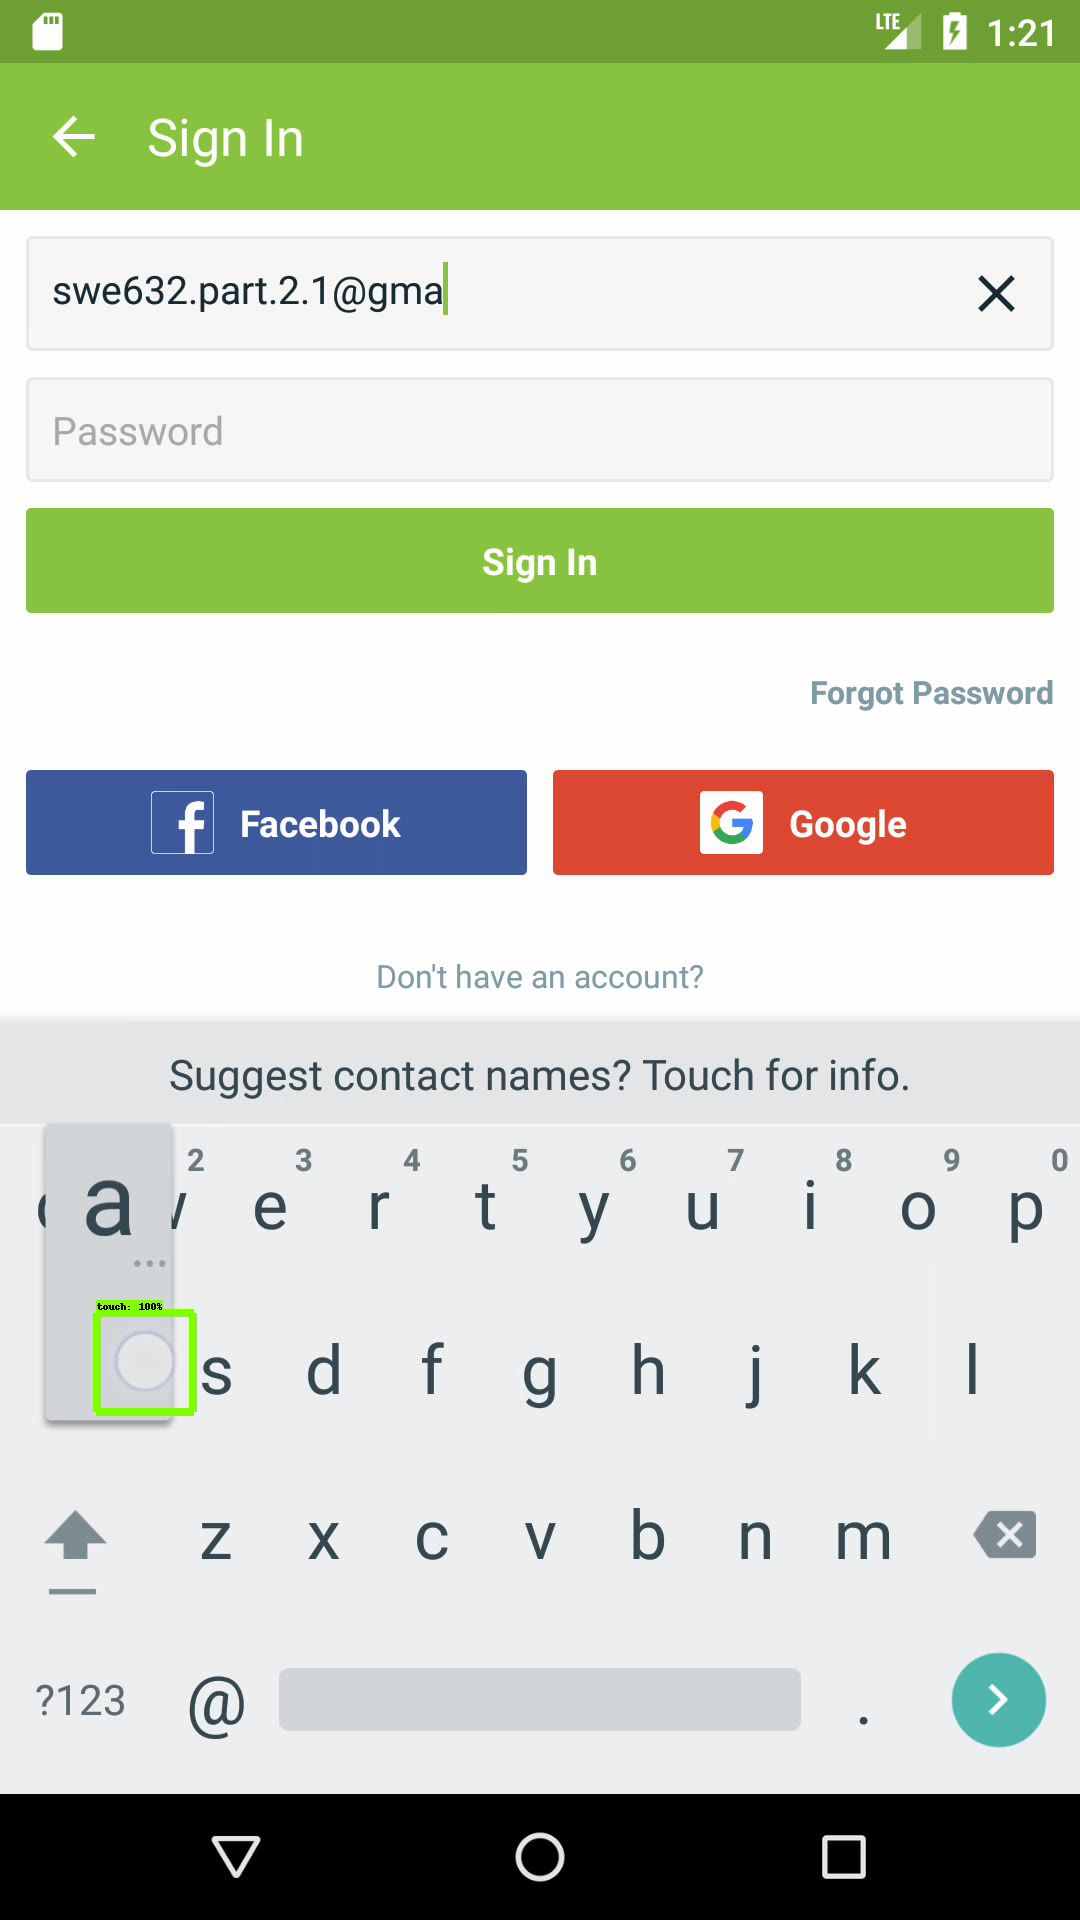 LTE 1:21
Sign In
swe632.part.2.1@gma
Password
Sign In
Forgot Password
Facebook
Google
Don't have an account?
Suggest contact names? Touch for info.
2 3 4 5 6 7 8 9 0
a e r t y u i o p
touch: 100%
s d f g h j k l
z x c v b n m
?123 @ .